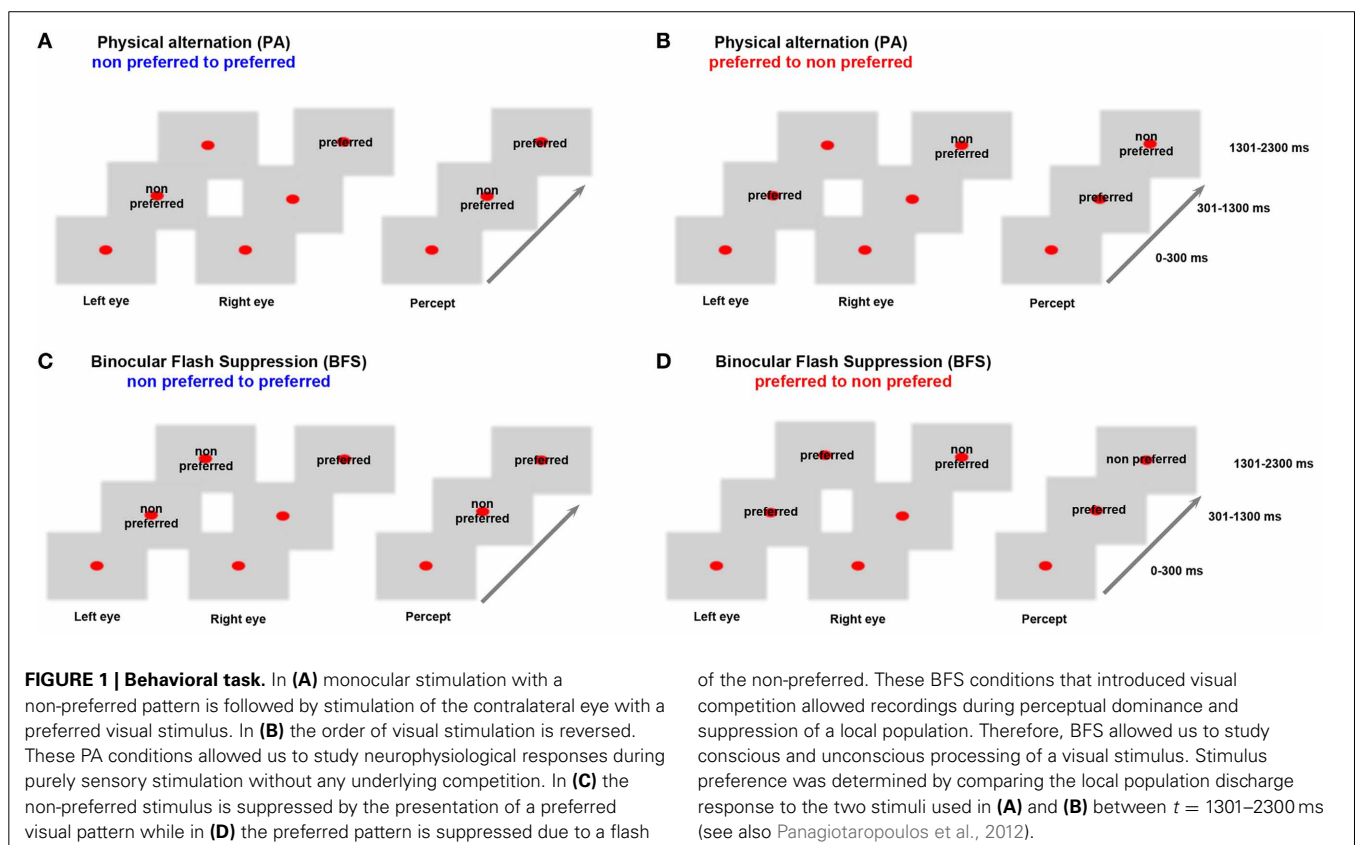 A
Physical alternation (PA)
non preferred to preferred
preferred
preferred
non
preferred
non
preferred
Left eye
Right eye
Percept
B
Physical alternation (PA)
preferred to non preferred
non
preferred
non
preferred
1301-2300 ms
preferred
preferred
301-1300 ms
0-300 ms
Left eye
Right eye
Percept
C
Binocular Flash Suppression (BFS)
non preferred to preferred
non
preferred
preferred
preferred
non
preferred
non
preferred
Left eye
Right eye
Percept
D
Binocular Flash Suppression (BFS)
preferred to non prefered
preferred
non
preferred
non preferred
1301-2300 ms
preferred
preferred
301-1300 ms
0-300 ms
Left eye
Right eye
Percept
FIGURE 1 | Behavioral task. In (A) monocular stimulation with a
non-preferred pattern is followed by stimulation of the contralateral eye with a
preferred visual stimulus. In (B) the order of visual stimulation is reversed.
These PA conditions allowed us to study neurophysiological responses during
purely sensory stimulation without any underlying competition. In (C) the
non-preferred stimulus is suppressed by the presentation of a preferred
visual pattern while in (D) the preferred pattern is suppressed due to a flash
of the non-preferred. These BFS conditions that introduced visual
competition allowed recordings during perceptual dominance and
suppression of a local population. Therefore, BFS allowed us to study
conscious and unconscious processing of a visual stimulus. Stimulus
preference was determined by comparing the local population discharge
response to the two stimuli used in (A) and (B) between t = 1301–2300 ms
(see also Panagiotaropoulos et al., 2012).